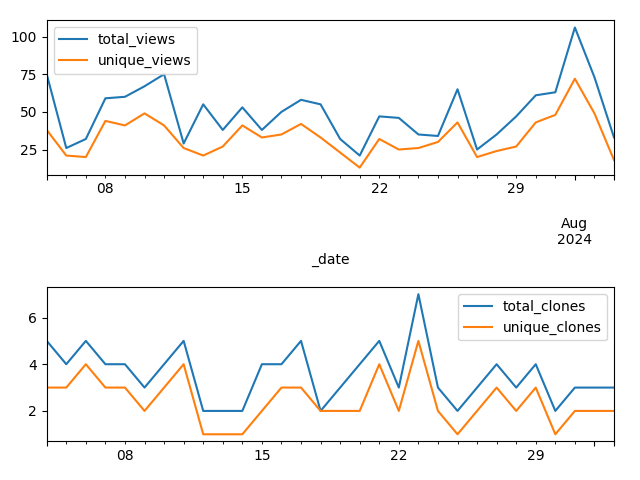 100
75
50
25
total_views
unique_views
08
15
22
29
Aug
2024
_date
6
4
2
total_clones
unique_clones
08
15
22
29